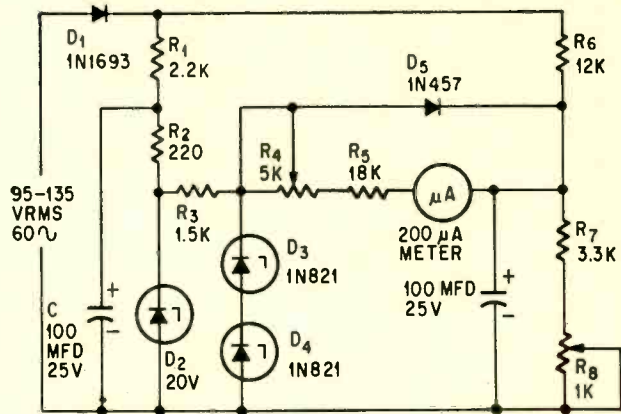 D1
1N1693
R1
2.2K
R6
12K
D5
1N457
R2
220
R4
5K
R5
18K
95-135
VRMS
60∿
R3
1.5K
μA
200 μA
METER
R7
3.3K
D3
1N821
C
100
MFD
25V
+
-
D2
20V
D4
1N821
100 MFD
25V
+
-
R8
1K